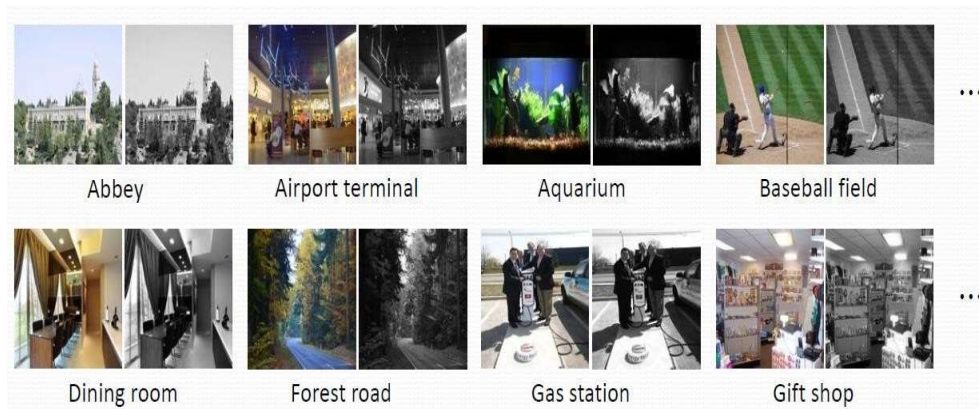 Abbey
Airport terminal
Aquarium
Baseball field
...
Dining room
Forest road
Gas station
Gift shop
...